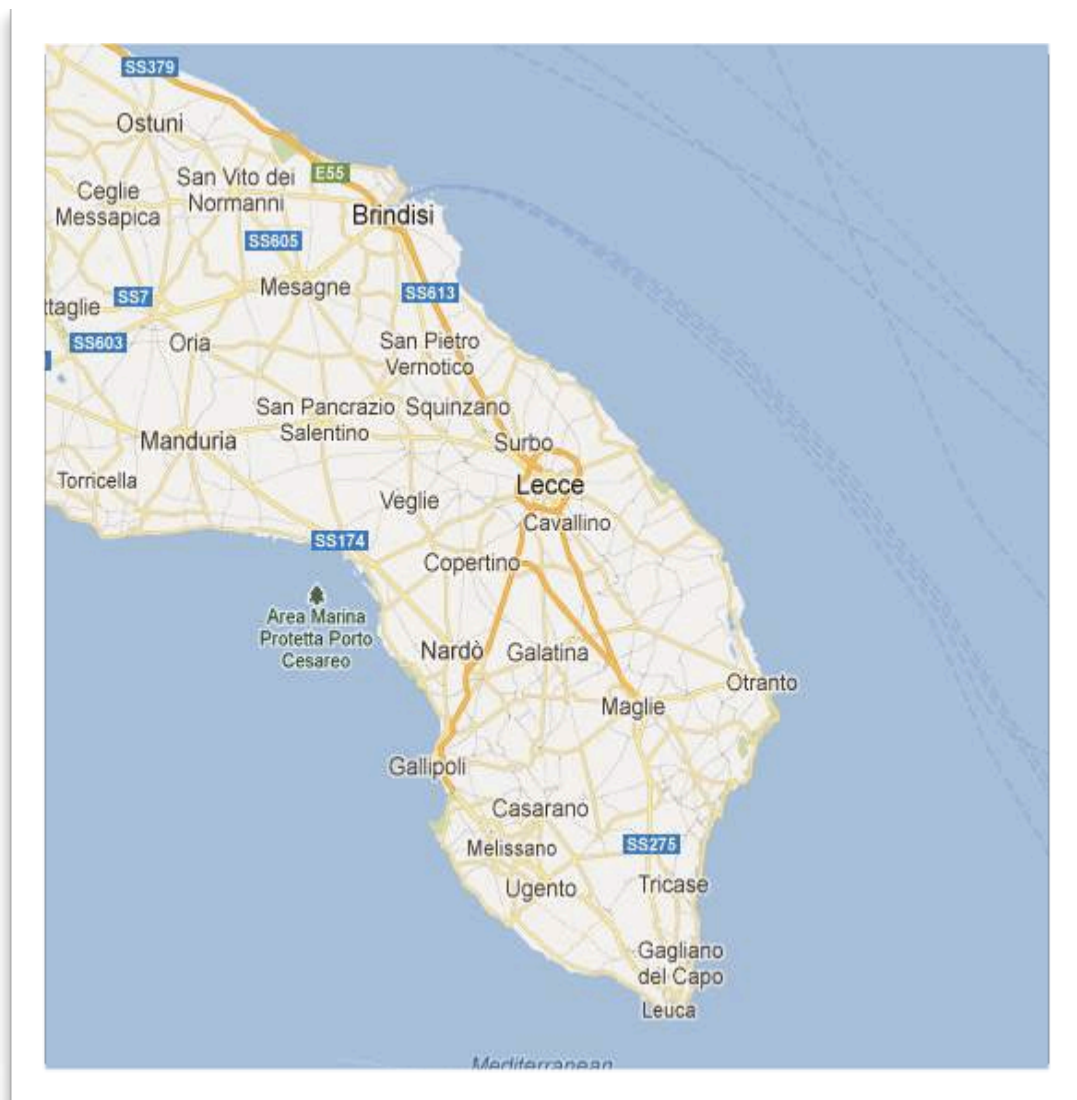 SS379
Ostuni
San Vito dei
Normanni
E55
Ceglie
Messapica
Brindisi
SS605
Mesagne
SS7
SS613
ttaglie
SS603
Oria
San Pietro
Vernotico
San Pancrazio
Salentino
Squinzano
Manduria
Surbo
Torricella
Lecce
Veglie
Cavallino
SS174
Copertino
Area Marina
Protetta Porto
Cesareo
Nardò
Galatina
Otranto
Maglie
Gallipoli
Casarano
Melissano
SS275
Ugento
Tricase
Gagliano
del Capo
Leuca
Mediterranean